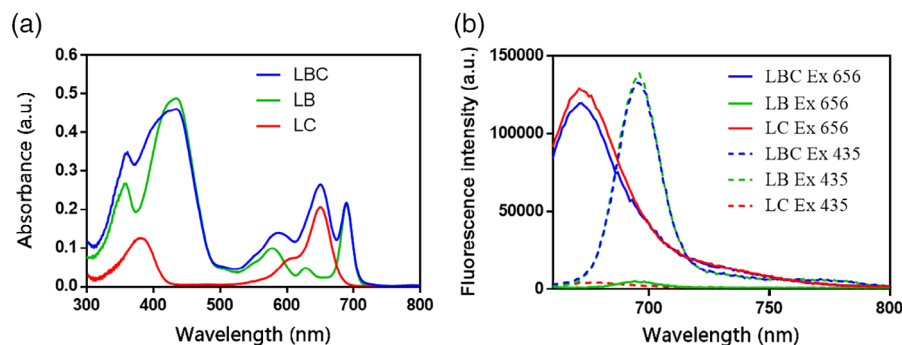 (a)
0.6
0.5
0.4
0.3
0.2
0.1
0.0
300
400
500
600
700
800
Absorbance (a.u.)
Wavelength (nm)
LBC
LB
LC
(b)
150000
100000
50000
0
700
750
800
Fluorescence intensity (a.u.)
Wavelength (nm)
LBC Ex 656
LB Ex 656
LC Ex 656
LBC Ex 435
LB Ex 435
LC Ex 435